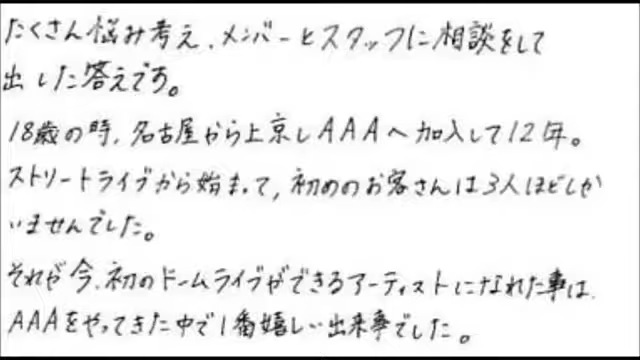 たくさん悩み考え、メンバーとスタッフに相談をして
出した答えです。
18歳の時、名古屋から上京しAAAへ加入して12年。
ストリートライブから始まって、初めのお客さんは3人ほどしか
いませんでした。
それが今、初のドームライブができるアーティストになれた事は、
AAAをやってきた中で1番嬉しい出来事でした。